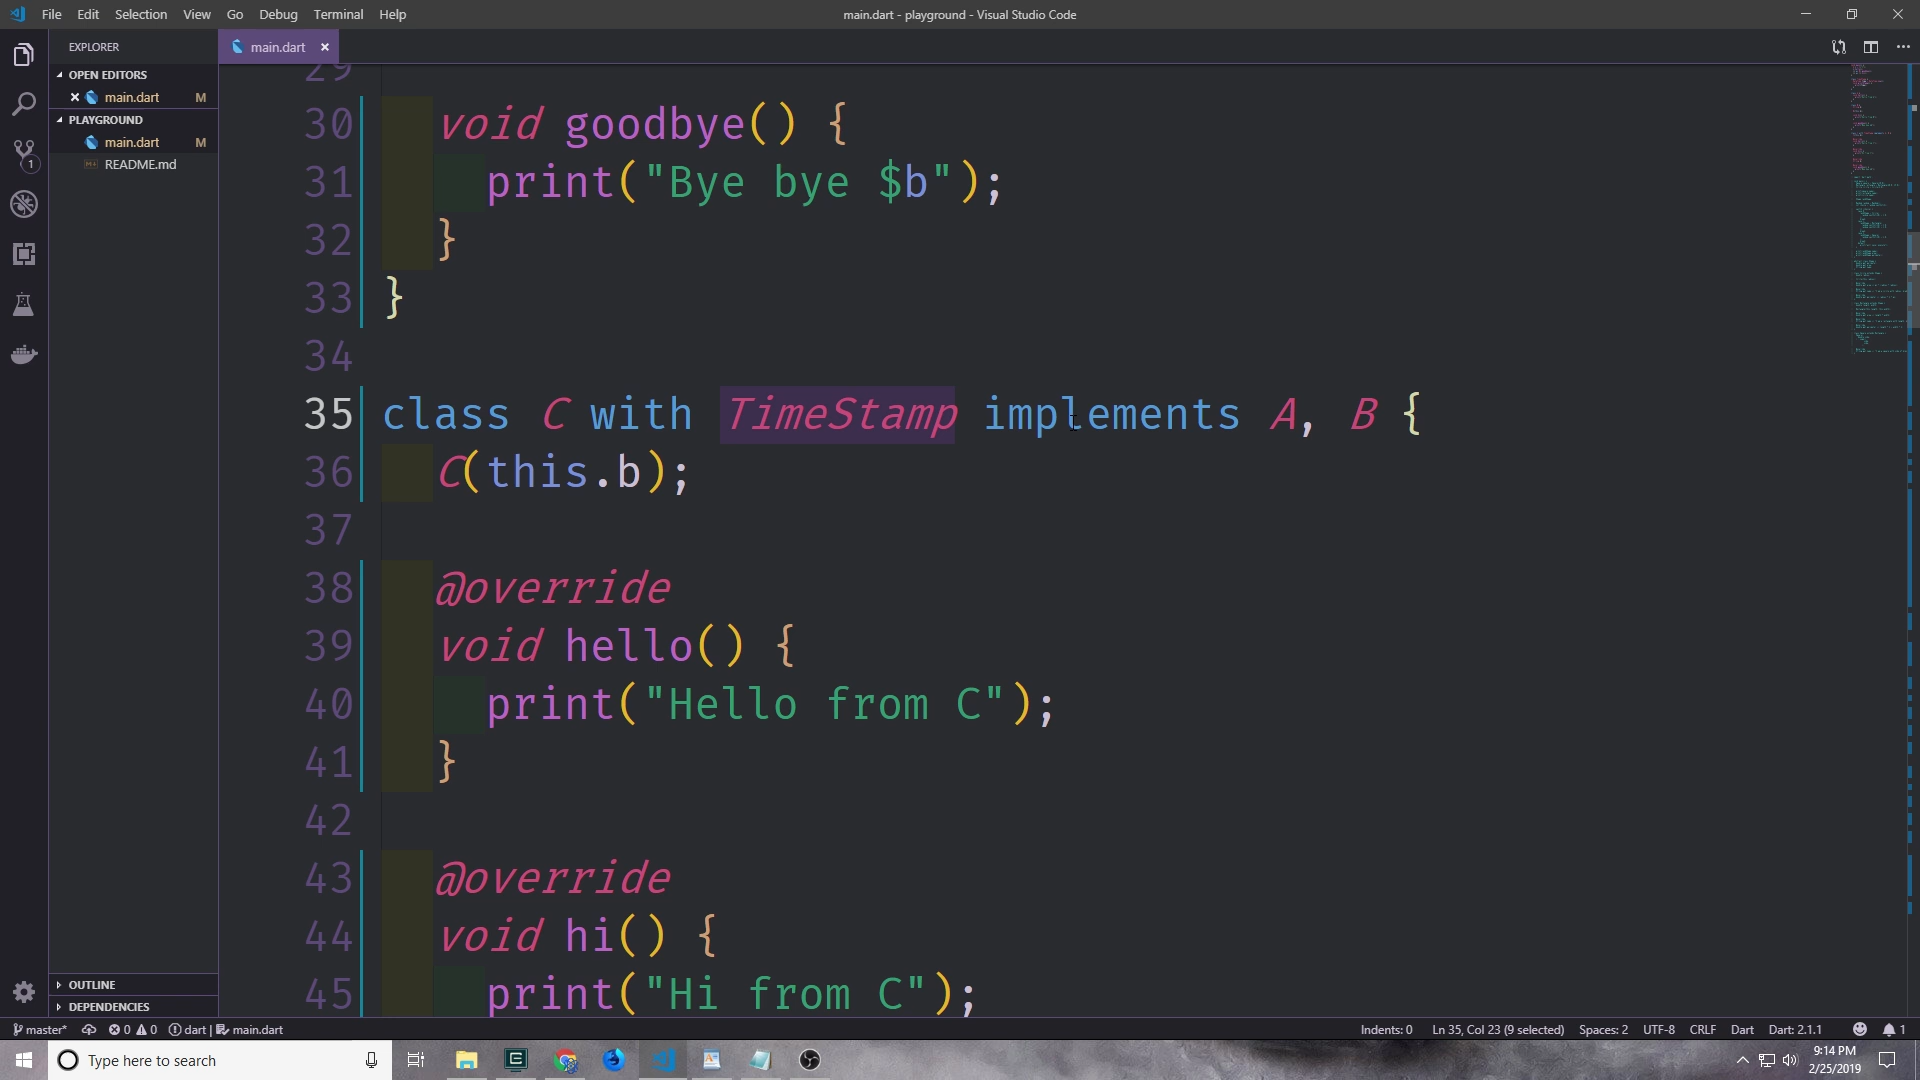 File Edit Selection View Go Debug Terminal Help
main.dart - playground - Visual Studio Code
EXPLORER
main.dart
OPEN EDITORS
main.dart M
PLAYGROUND
main.dart M
README.md
1
29
30 void goodbye() {
31 print("Bye bye $b");
32 }
33 }
34
35 class C with TimeStamp implements A, B {
36 C(this.b);
37
38 @override
39 void hello() {
40 print("Hello from C");
41 }
42
43 @override
44 void hi() {
45 print("Hi from C");
OUTLINE
DEPENDENCIES
master* 0 0 dart | main.dart
Indents: 0 Ln 35, Col 23 (9 selected) Spaces: 2 UTF-8 CRLF Dart Dart: 2.1.1 1
Type here to search
9:14 PM
2/25/2019